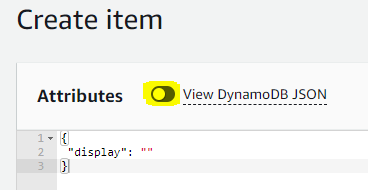 Create item
Attributes View DynamoDB JSON
1 {
2 "display": ""
3 }